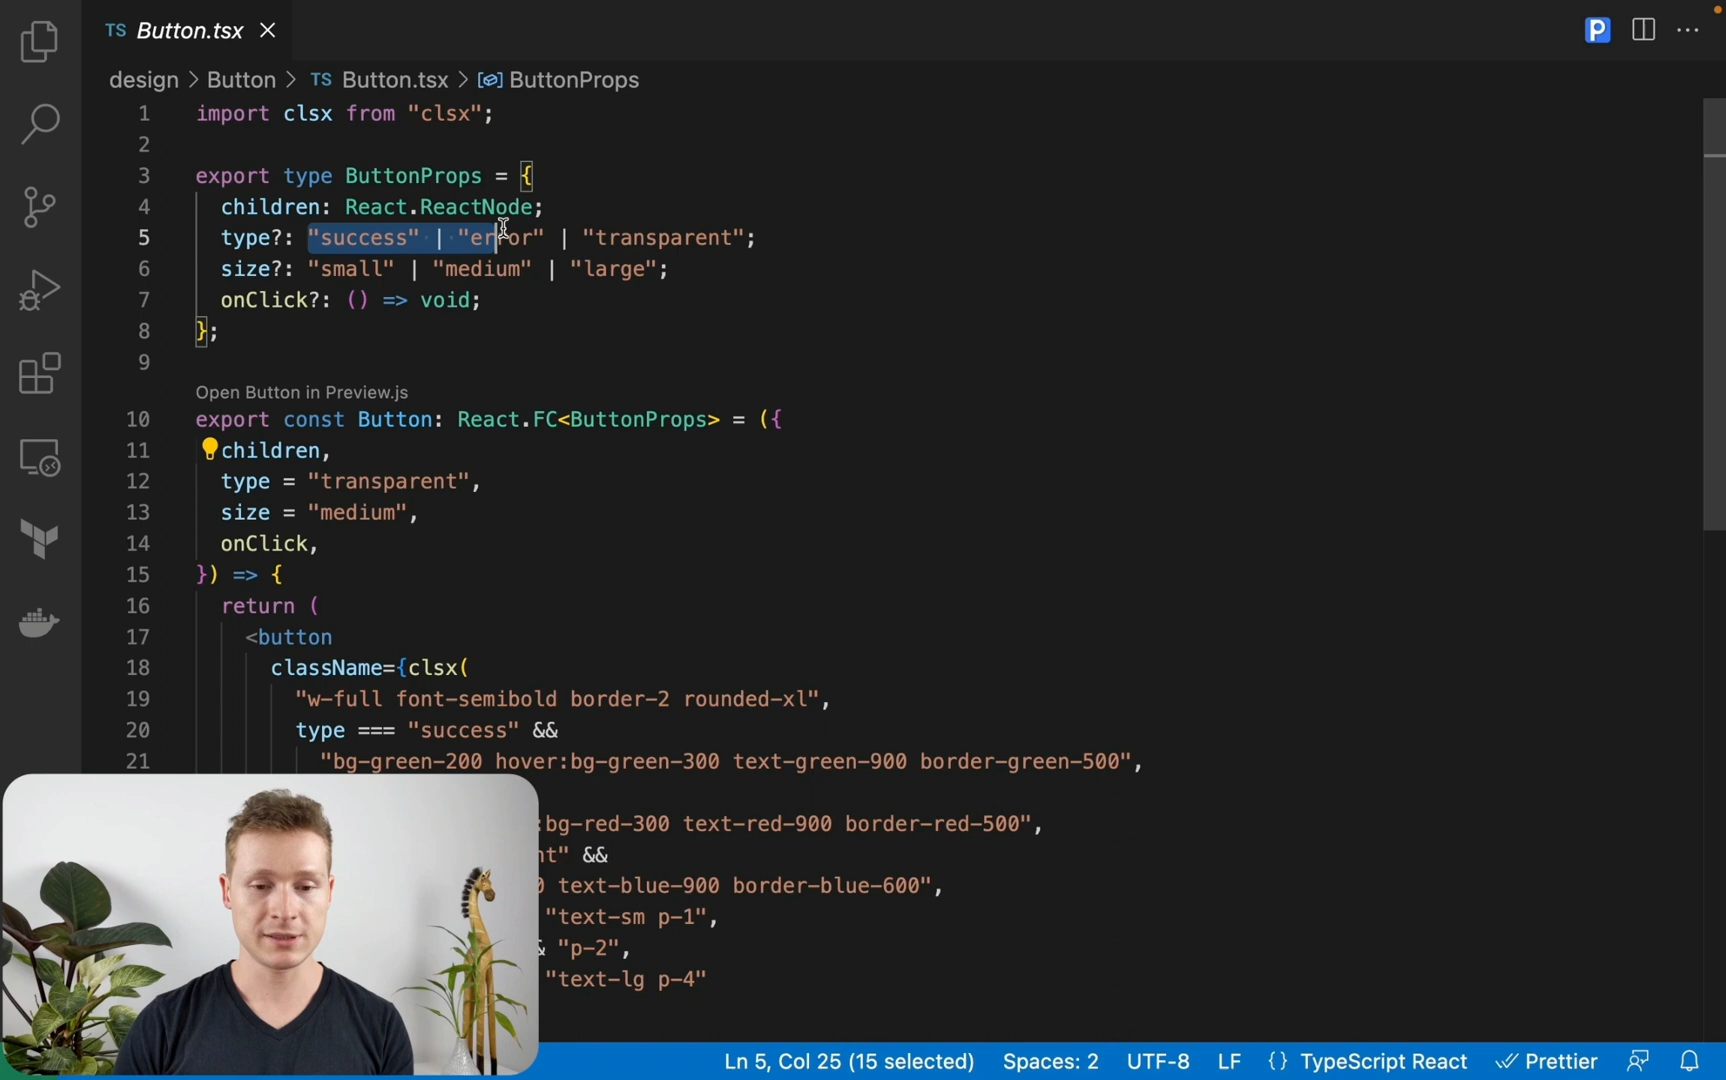 TS Button.tsx
P
design > Button > TS Button.tsx > ButtonProps
1 import clsx from "clsx";
2
3 export type ButtonProps = {
4 children: React.ReactNode;
5 type?: "success" | "error" | "transparent";
6 size?: "small" | "medium" | "large";
7 onClick?: () => void;
8 };
9
Open Button in Preview.js
10 export const Button: React.FC<ButtonProps> = ({
11 children,
12 type = "transparent",
13 size = "medium",
14 onClick,
15 }) => {
16 return (
17 <button
18 className={clsx(
19 "w-full font-semibold border-2 rounded-xl",
20 type === "success" &&
21 "bg-green-200 hover:bg-green-300 text-green-900 border-green-500",
:bg-red-300 text-red-900 border-red-500",
nt" &&
0 text-blue-900 border-blue-600",
"text-sm p-1",
& "p-2",
"text-lg p-4"
Ln 5, Col 25 (15 selected) Spaces: 2 UTF-8 LF {} TypeScript React Prettier